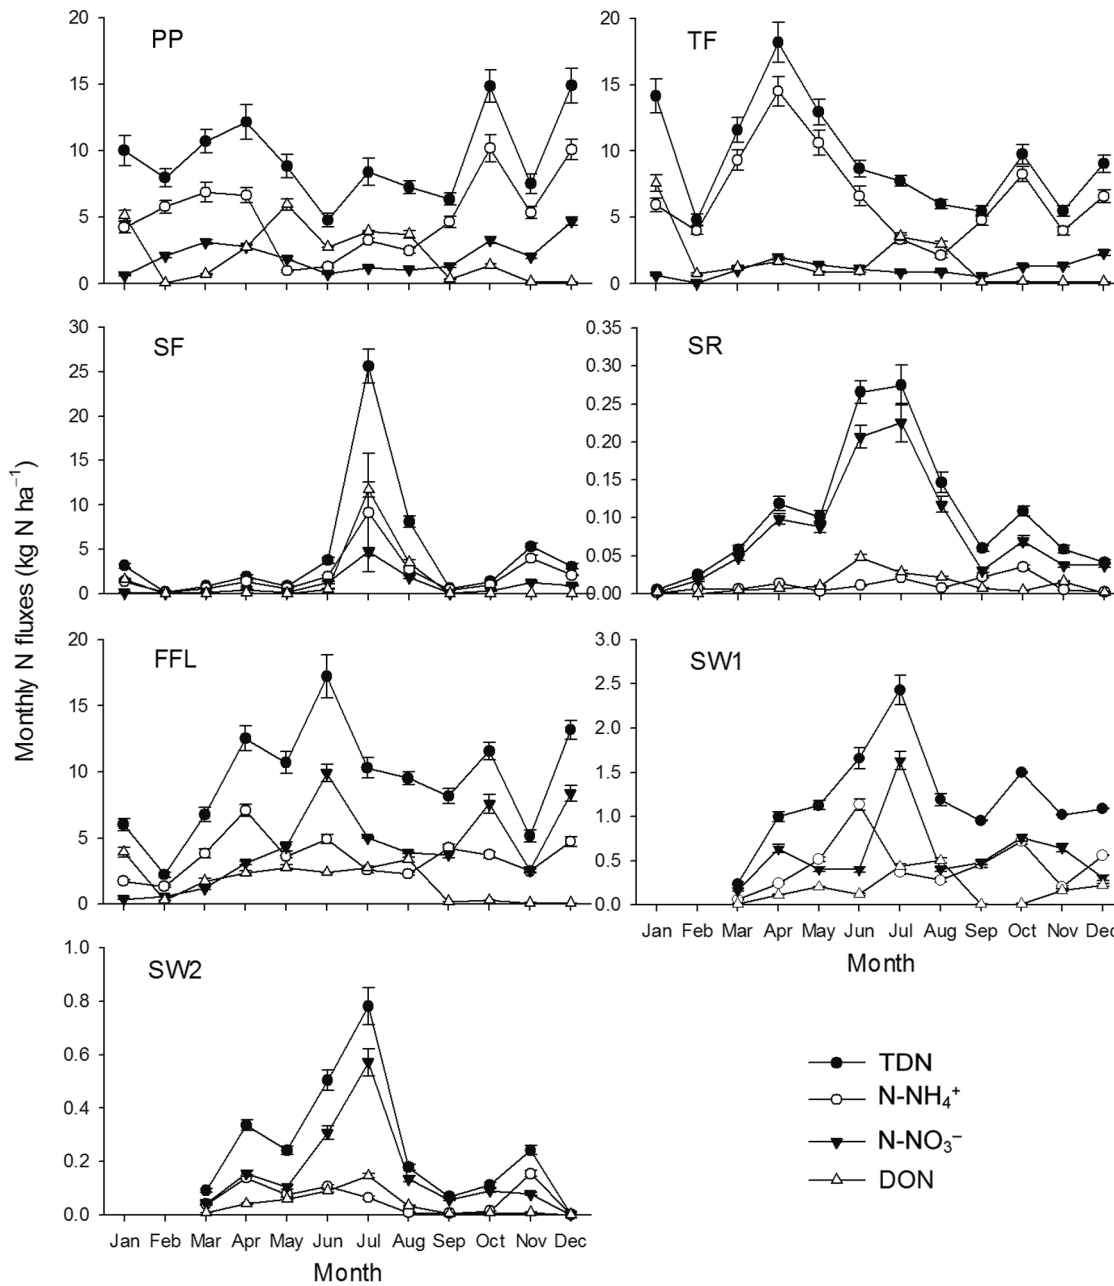 Monthly N fluxes (kg N ha⁻¹)
PP
20
15
10
5
0
TF
20
15
10
5
0
SF
30
25
20
15
10
5
0
SR
0.35
0.30
0.25
0.20
0.15
0.10
0.05
0.00
FFL
20
15
10
5
0
SW1
3.0
2.5
2.0
1.5
1.0
0.5
0.0
Jan Feb Mar Apr May Jun Jul Aug Sep Oct Nov Dec
Month
SW2
1.0
0.8
0.6
0.4
0.2
0.0
Jan Feb Mar Apr May Jun Jul Aug Sep Oct Nov Dec
Month
TDN
N-NH₄⁺
N-NO₃⁻
DON